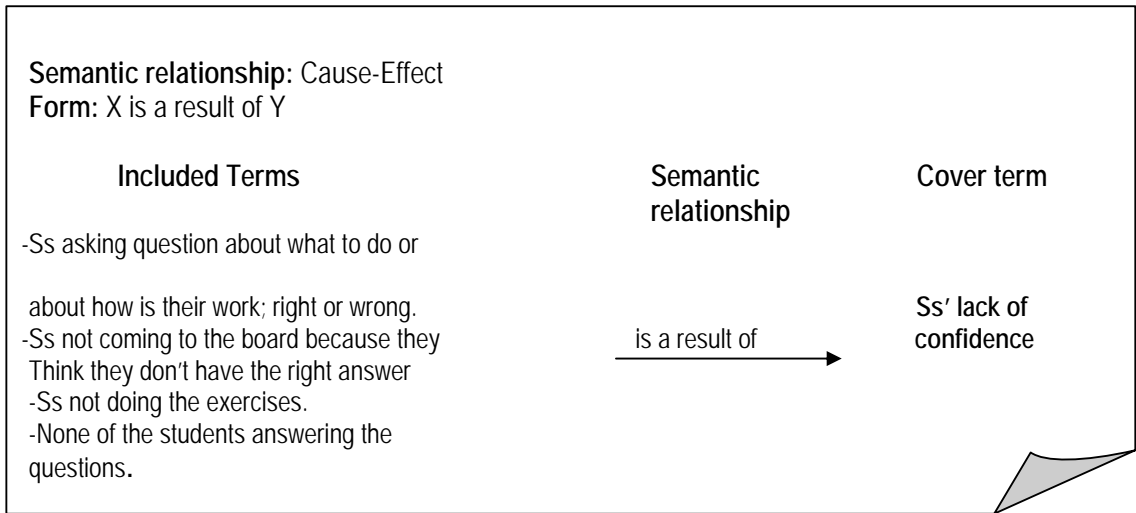 Semantic relationship: Cause-Effect
Form: X is a result of Y
Included Terms
Semantic
relationship
Cover term
-Ss asking question about what to do or
about how is their work; right or wrong.
-Ss not coming to the board because they
Think they don't have the right answer
-Ss not doing the exercises.
-None of the students answering the
questions.
is a result of
Ss' lack of
confidence